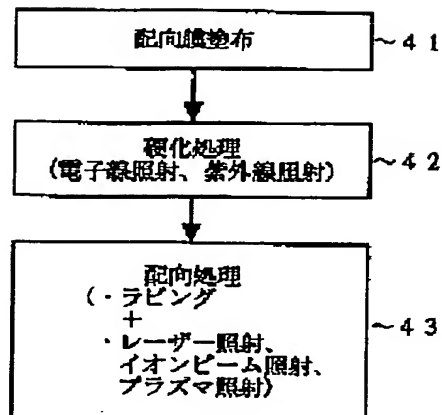 配向膜塗布
~41
硬化処理
(電子線照射、紫外線照射)
~42
配向処理
(・ラビング
+
・レーザー照射、
イオンビーム照射、
プラズマ照射)
~43